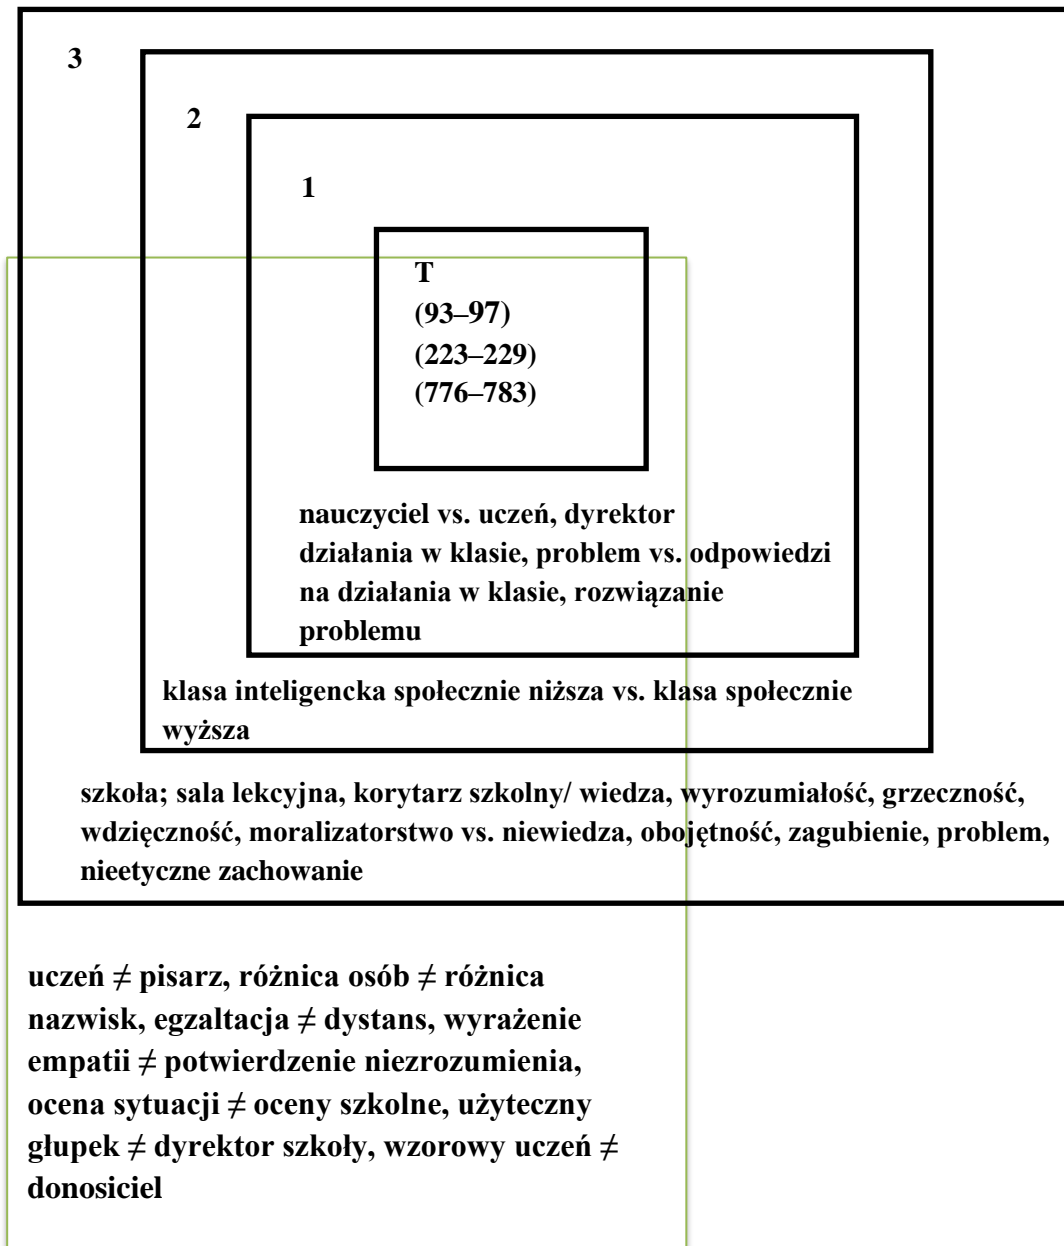 3
2
1
T
(93–97)
(223–229)
(776–783)
nauczyciel vs. uczeń, dyrektor
działania w klasie, problem vs. odpowiedzi
na działania w klasie, rozwiązanie
problemu
klasa inteligencka społecznie niższa vs. klasa społecznie
wyższa
szkoła; sala lekcyjna, korytarz szkolny/ wiedza, wyrozumiałość, grzeczność,
wdzięczność, moralizatorstwo vs. niewiedza, obojętność, zagubienie, problem,
nieetyczne zachowanie
uczeń ≠ pisarz, różnica osób ≠ różnica
nazwisk, egzaltacja ≠ dystans, wyrażenie
empatii ≠ potwierdzenie niezrozumienia,
ocena sytuacji ≠ oceny szkolne, użyteczny
głupek ≠ dyrektor szkoły, wzorowy uczeń ≠
donosiciel